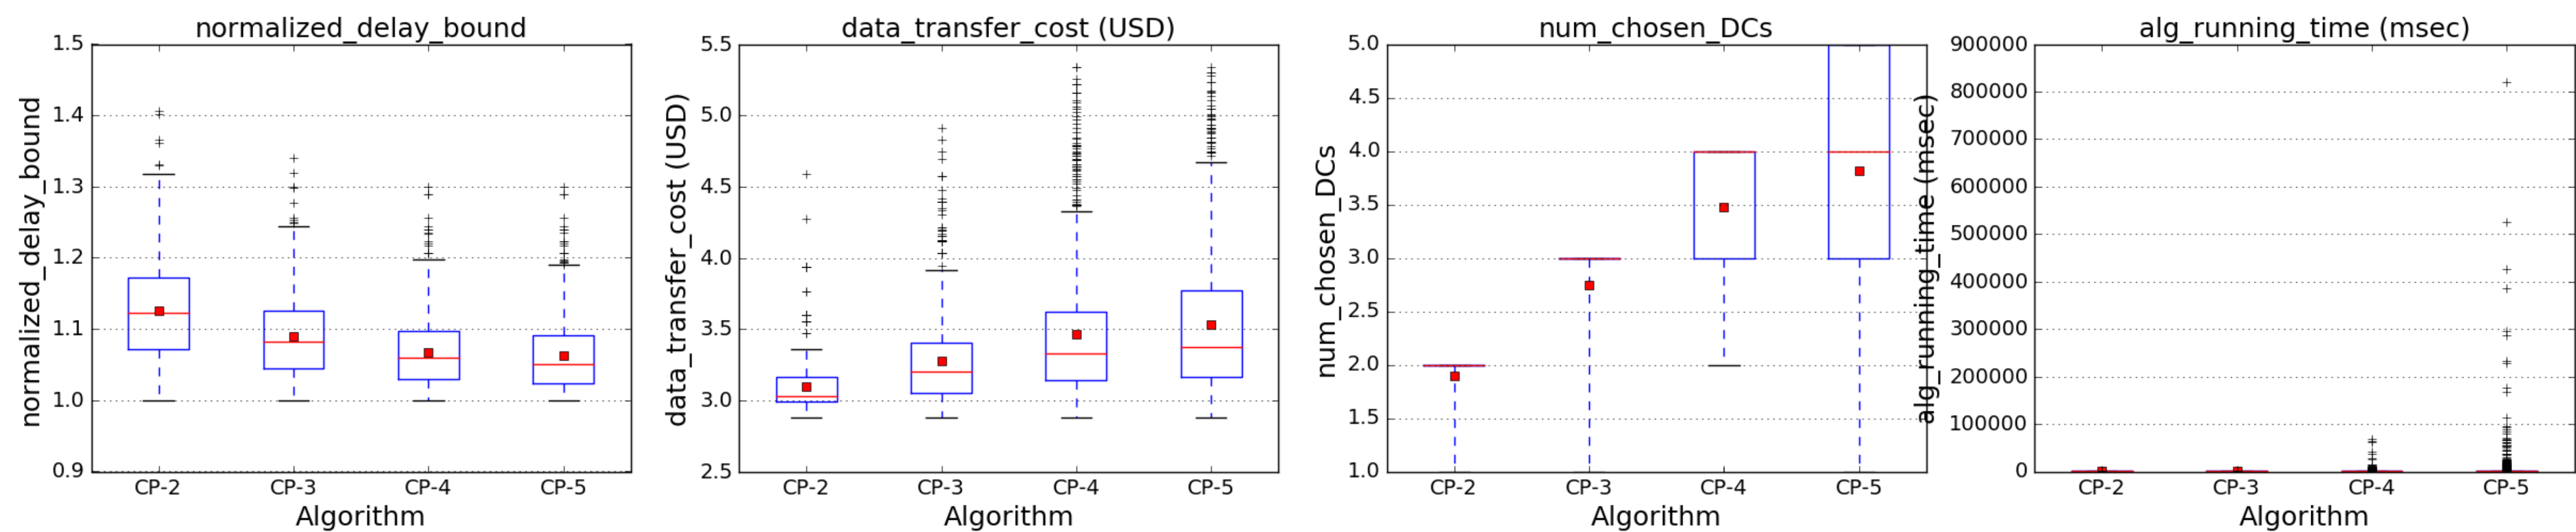 normalized_delay_bound
normalized_delay_bound
1.5
1.4
1.3
1.2
1.1
1.0
0.9
CP-2 CP-3 CP-4 CP-5
Algorithm
data_transfer_cost (USD)
data_transfer_cost (USD)
5.5
5.0
4.5
4.0
3.5
3.0
2.5
CP-2 CP-3 CP-4 CP-5
Algorithm
num_chosen_DCs
num_chosen_DCs
5.0
4.5
4.0
3.5
3.0
2.5
2.0
1.5
1.0
CP-2 CP-3 CP-4 CP-5
Algorithm
alg_running_time (msec)
alg_running_time (msec)
900000
800000
700000
600000
500000
400000
300000
200000
100000
0
CP-2 CP-3 CP-4 CP-5
Algorithm